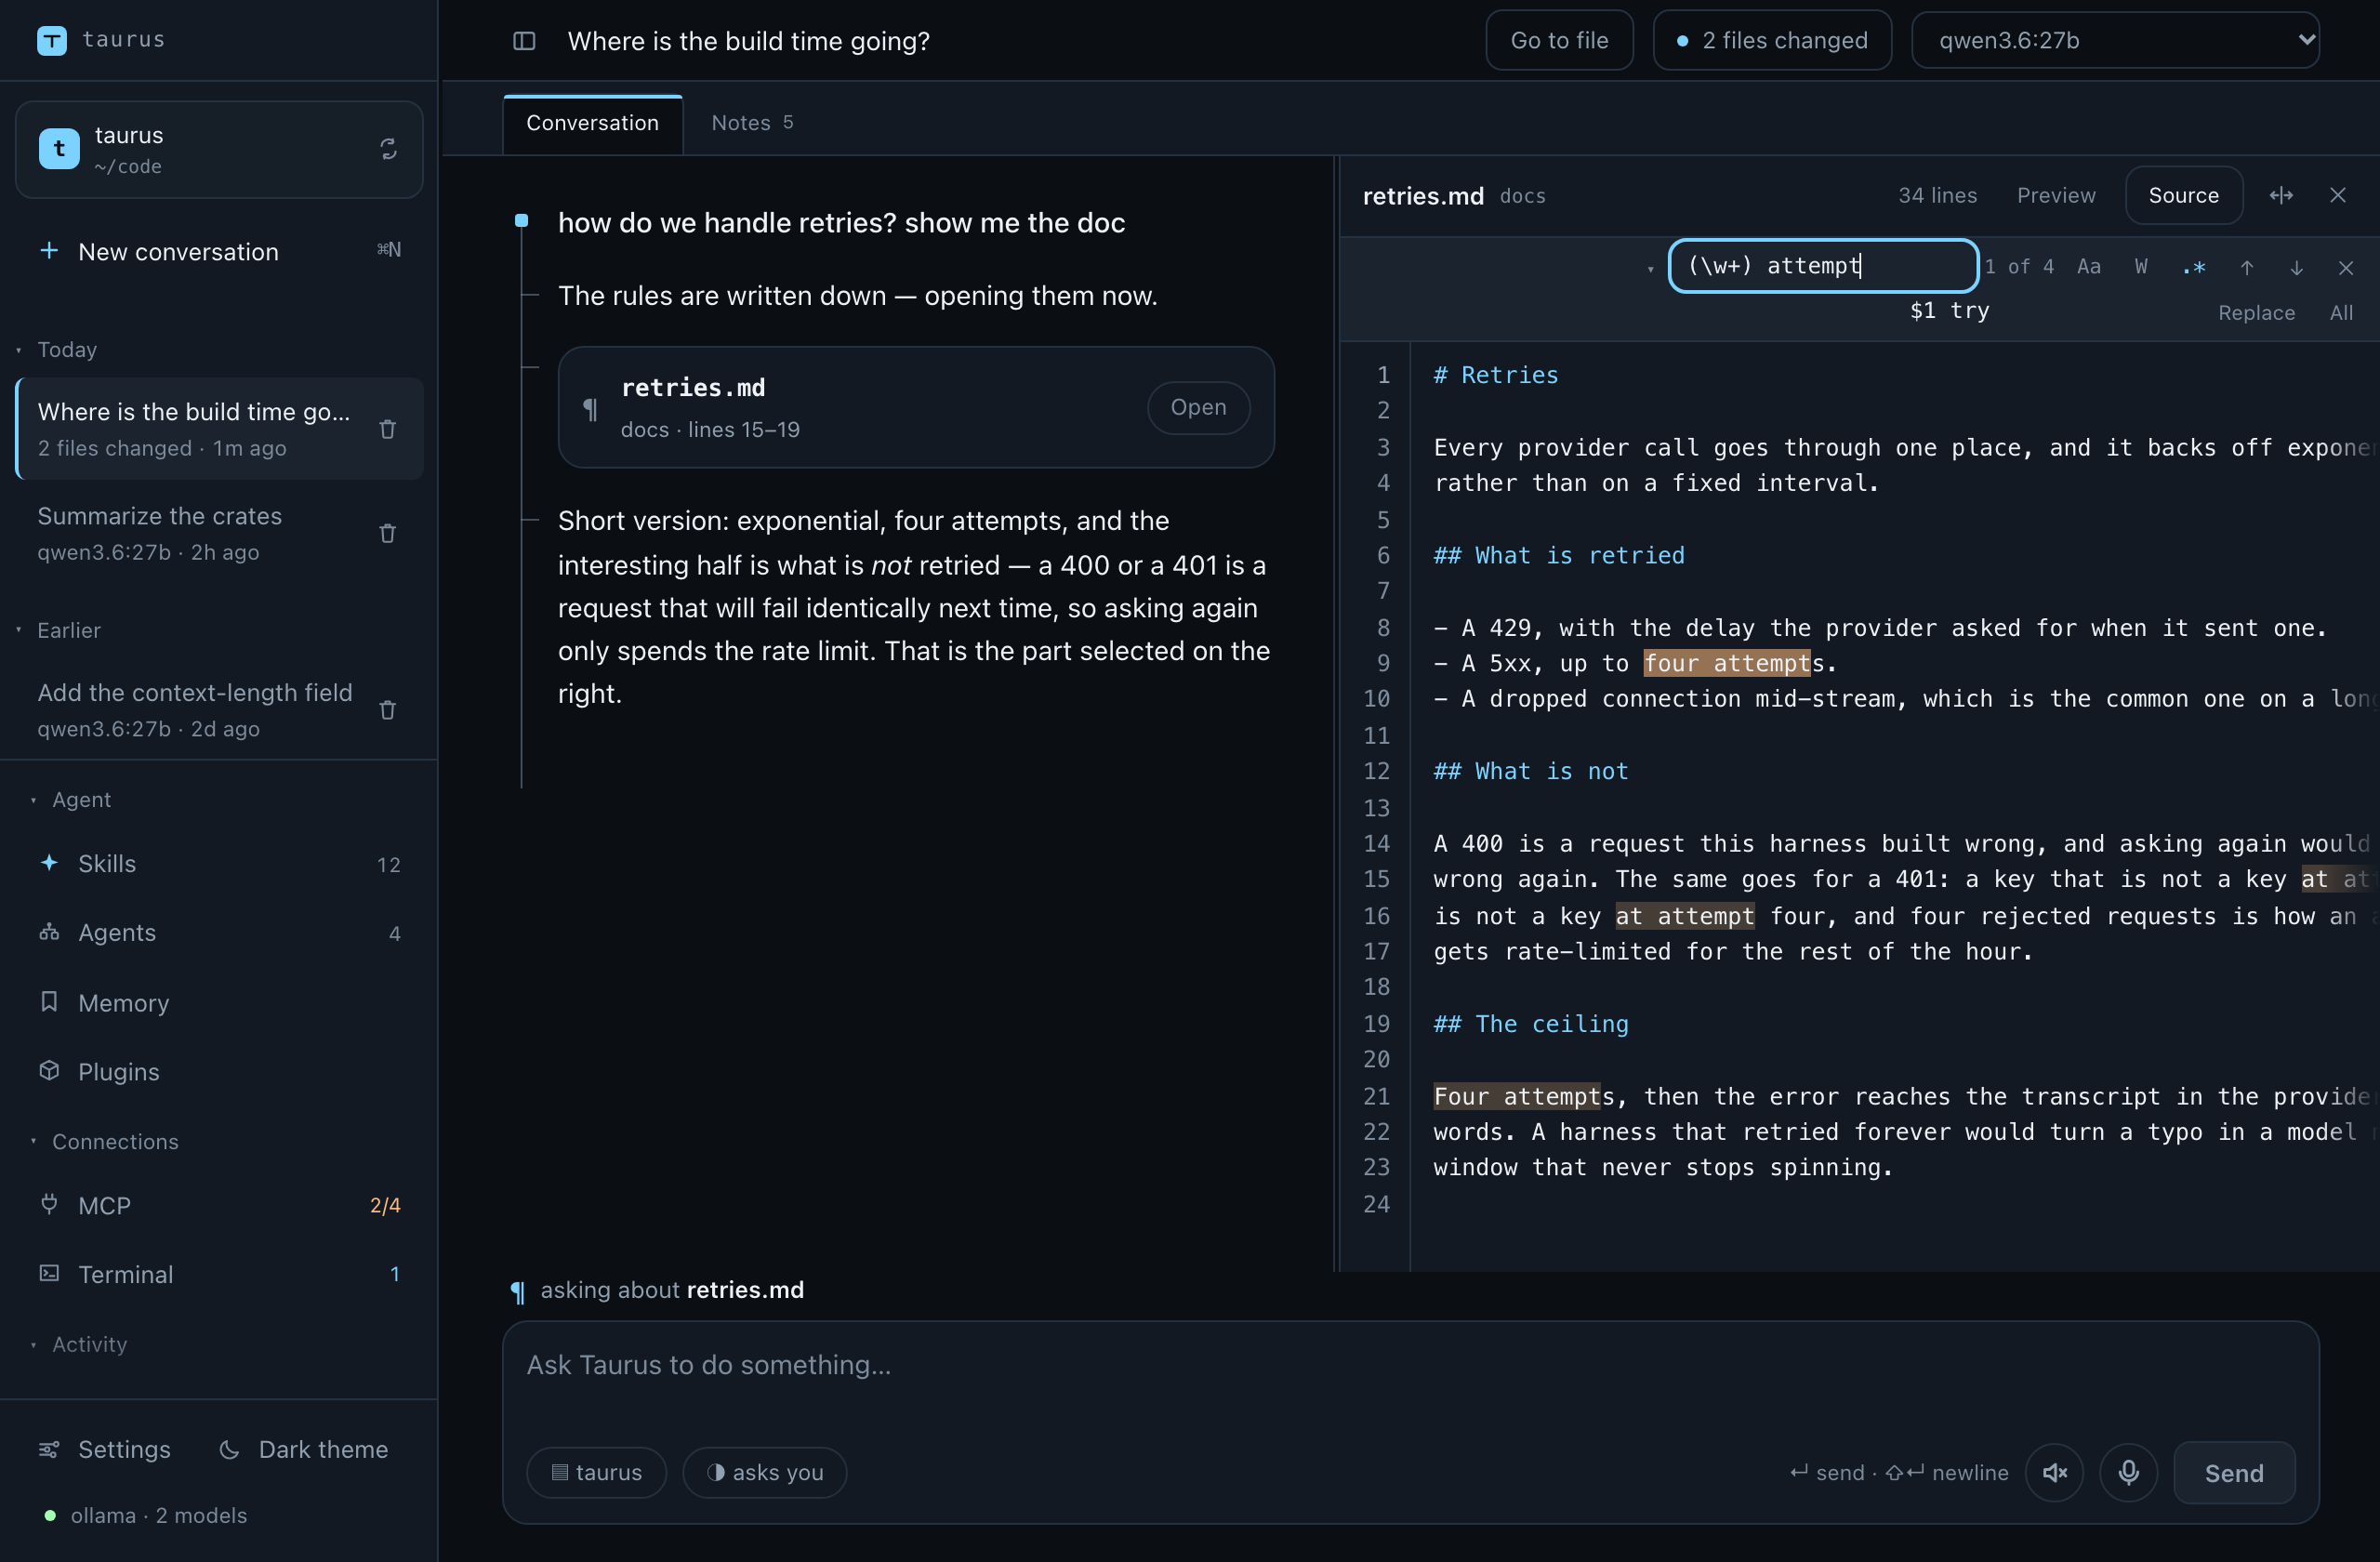 taurus
t
taurus
~/code
+ New conversation ⌘N
Today
Where is the build time go...
2 files changed · 1m ago
Summarize the crates
qwen3.6:27b · 2h ago
Earlier
Add the context-length field
qwen3.6:27b · 2d ago
Agent
Skills 12
Agents 4
Memory
Plugins
Connections
MCP 2/4
Terminal 1
Activity
Settings Dark theme
ollama · 2 models
Where is the build time going?
Go to file
2 files changed
qwen3.6:27b
Conversation
Notes 5
how do we handle retries? show me the doc
The rules are written down — opening them now.
¶ retries.md
docs · lines 15–19
Open
Short version: exponential, four attempts, and the
interesting half is what is not retried — a 400 or a 401 is a
request that will fail identically next time, so asking again
only spends the rate limit. That is the part selected on the
right.
retries.md docs 34 lines Preview Source
(\w+) attempt 1 of 4 Aa W .* ↑ ↓ ×
$1 try Replace All
1 # Retries
2
3 Every provider call goes through one place, and it backs off
4 rather than on a fixed interval.
5
6 ## What is retried
7
8 - A 429, with the delay the provider asked for when it sent one.
9 - A 5xx, up to four attempts.
10 - A dropped connection mid-stream, which is the common one on a
11
12 ## What is not
13
14 A 400 is a request this harness built wrong, and asking again would
15 wrong again. The same goes for a 401: a key that is not a key at
16 is not a key at attempt four, and four rejected requests is how an
17 gets rate-limited for the rest of the hour.
18
19 ## The ceiling
20
21 Four attempts, then the error reaches the transcript in the
22 words. A harness that retried forever would turn a typo in a model
23 window that never stops spinning.
24
¶ asking about retries.md
Ask Taurus to do something...
taurus
asks you
↵ send · ⇧↵ newline
Send